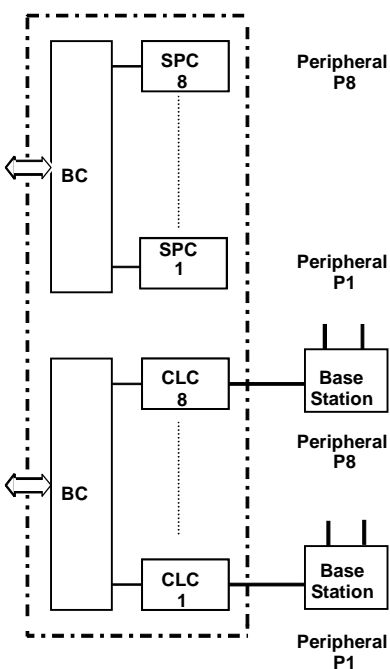 SPC
8
Peripheral
P8
BC
SPC
1
Peripheral
P1
CLC
8
Base
Station
Peripheral
P8
BC
CLC
1
Base
Station
Peripheral
P1